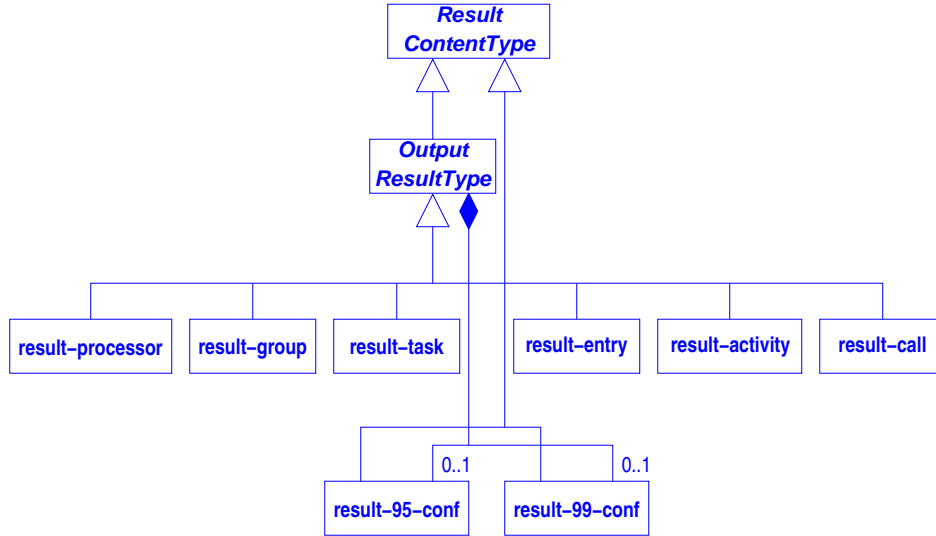 Result
ContentType
Output
ResultType
result–processor
result–group
result–task
result–entry
result–activity
result–call
0..1
0..1
result–95–conf
result–99–conf